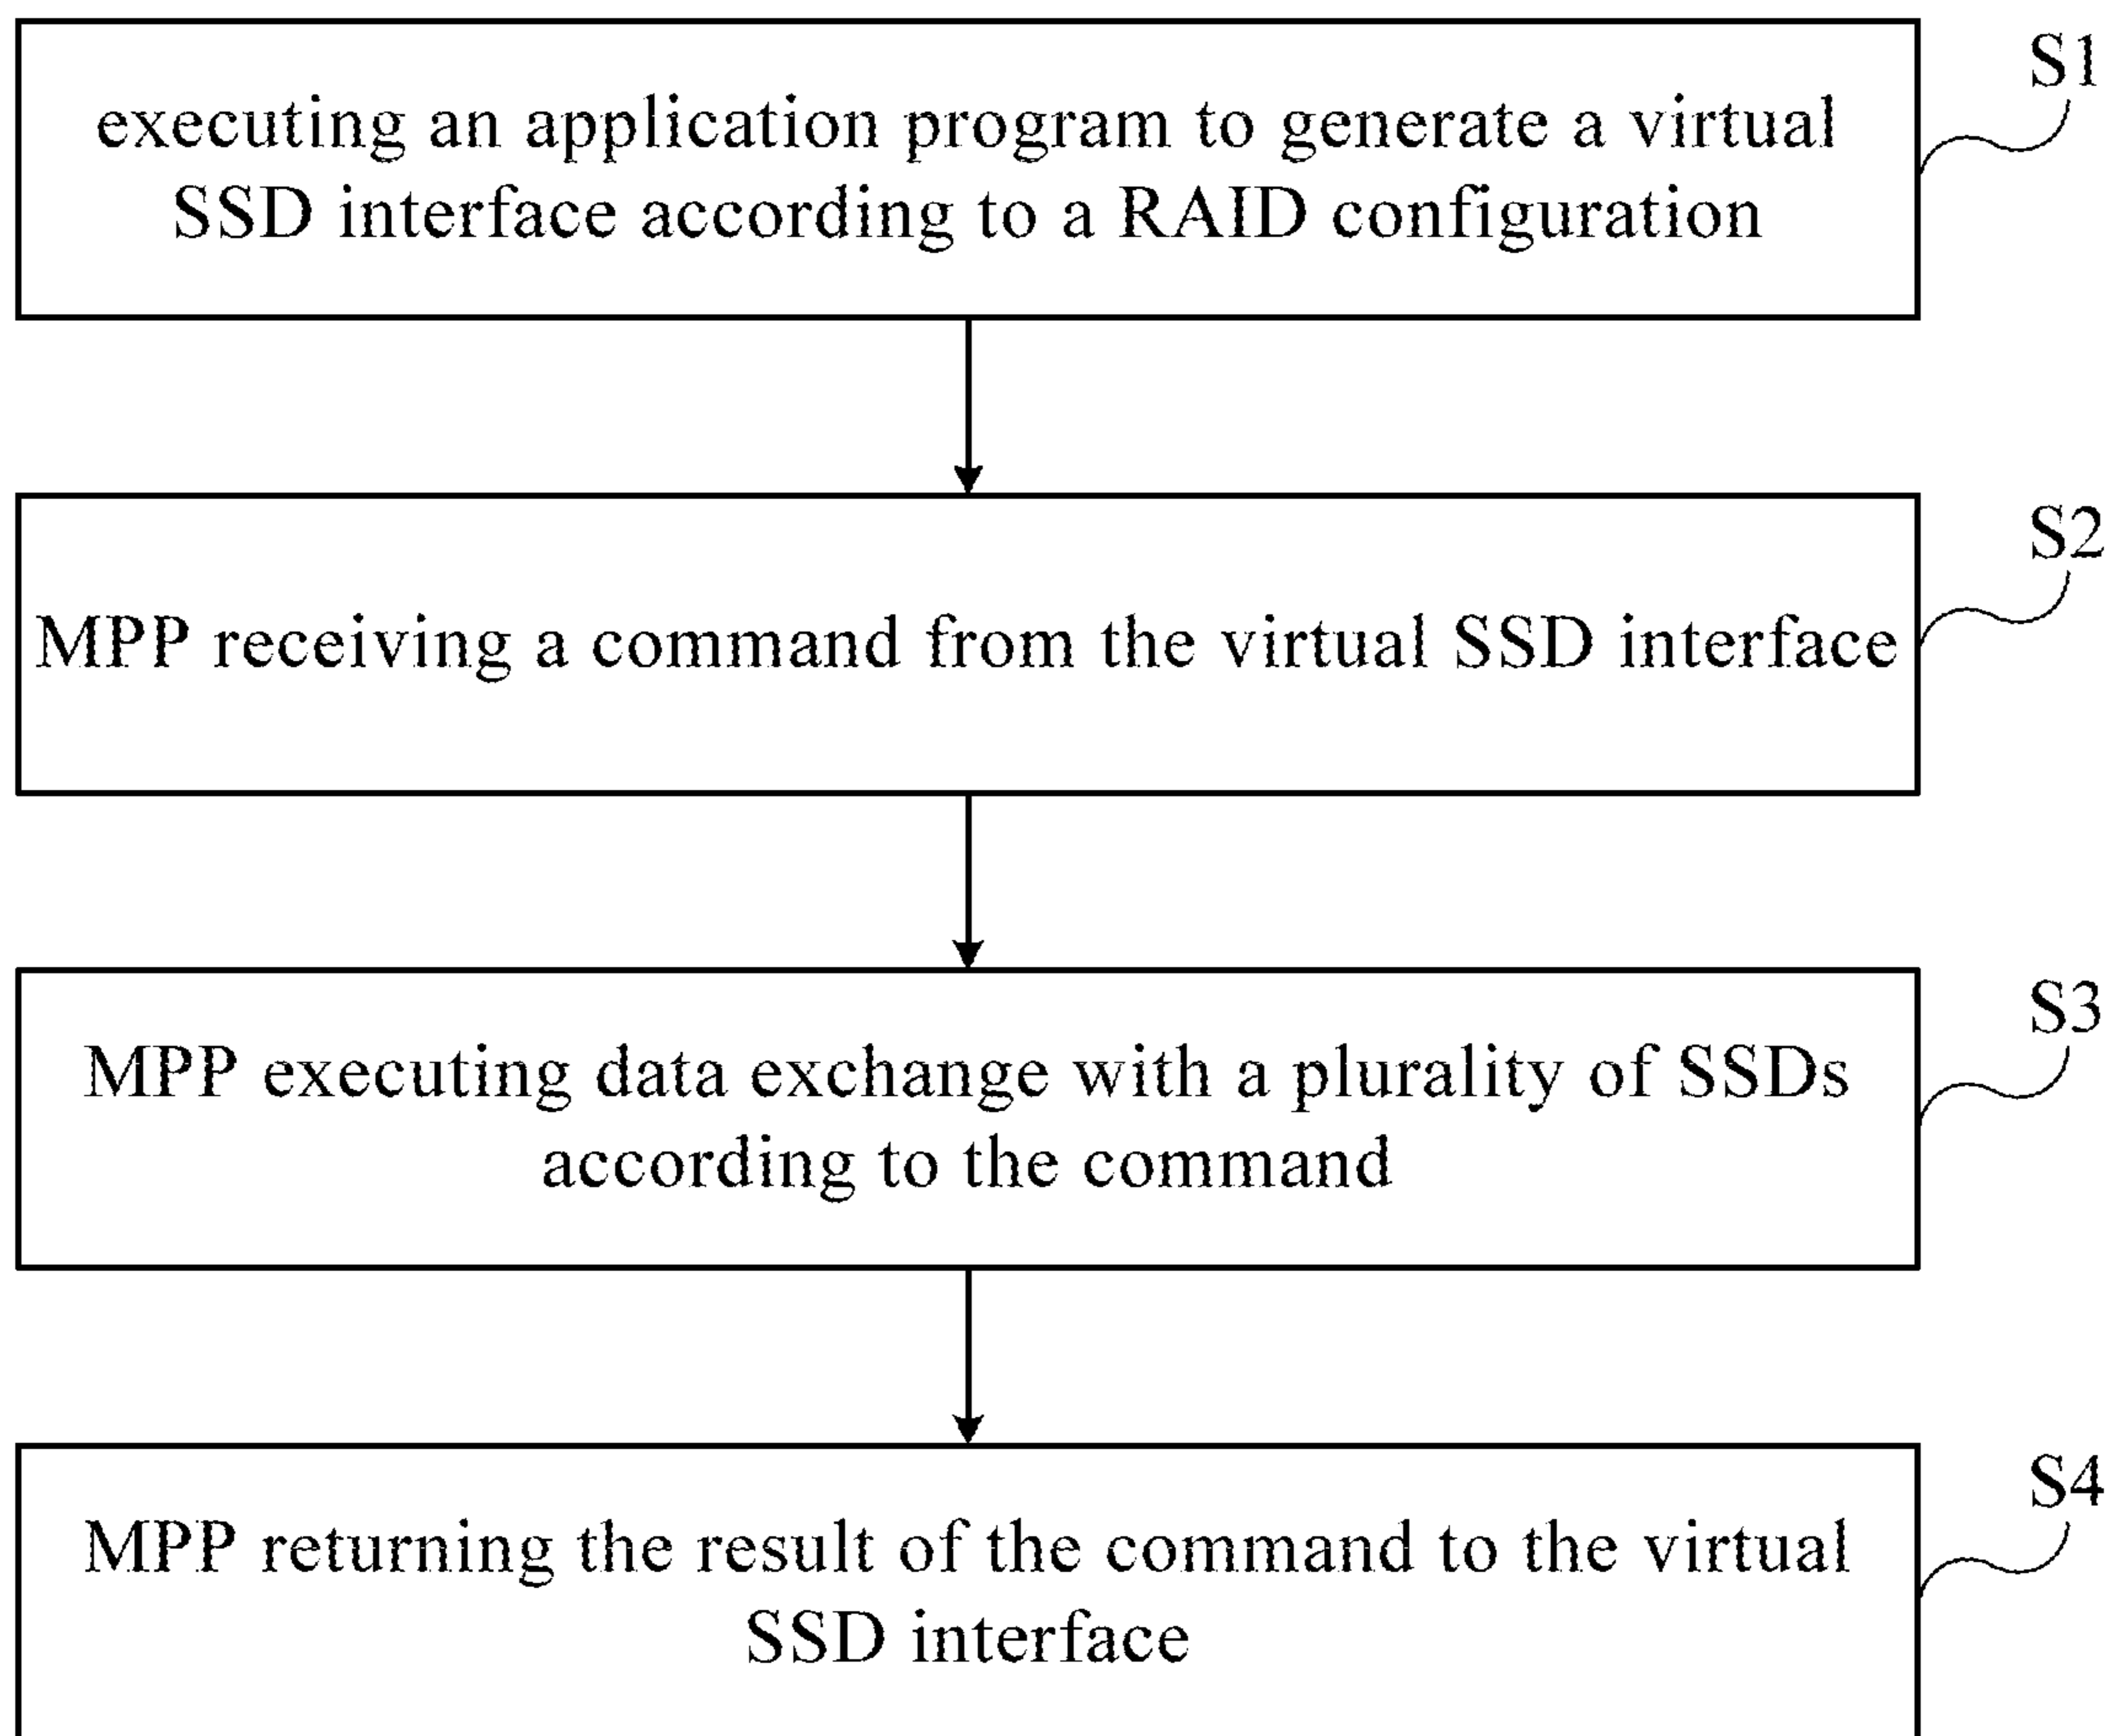 executing an application program to generate a virtual
SSD interface according to a RAID configuration
S1
MPP receiving a command from the virtual SSD interface
S2
MPP executing data exchange with a plurality of SSDs
according to the command
S3
MPP returning the result of the command to the virtual
SSD interface
S4